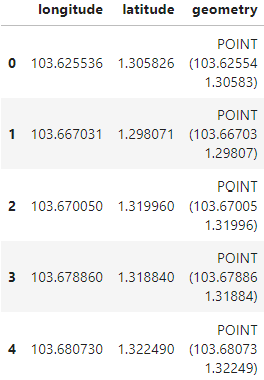 longitude latitude geometry
POINT
0 103.625536 1.305826 (103.62554
1.30583)
POINT
1 103.667031 1.298071 (103.66703
1.29807)
POINT
2 103.670050 1.319960 (103.67005
1.31996)
POINT
3 103.678860 1.318840 (103.67886
1.31884)
POINT
4 103.680730 1.322490 (103.68073
1.32249)